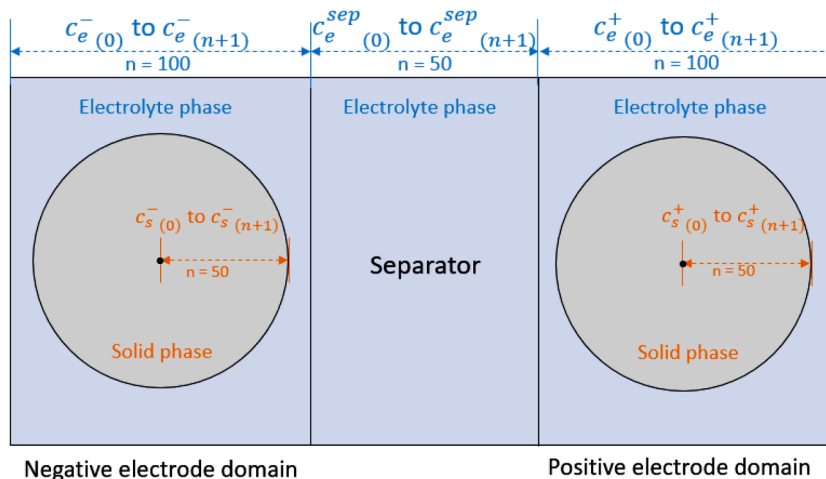 c_e^-_(0) to c_e^-_(n+1) c_e^sep_(0) to c_e^sep_(n+1) c_e^+_(0) to c_e^+_(n+1)
n = 100 n = 50 n = 100
Electrolyte phase Electrolyte phase Electrolyte phase
c_s^-_(0) to c_s^-_(n+1) c_s^+_(0) to c_s^+_(n+1)
n = 50 Separator n = 50
Solid phase Solid phase
Negative electrode domain Positive electrode domain